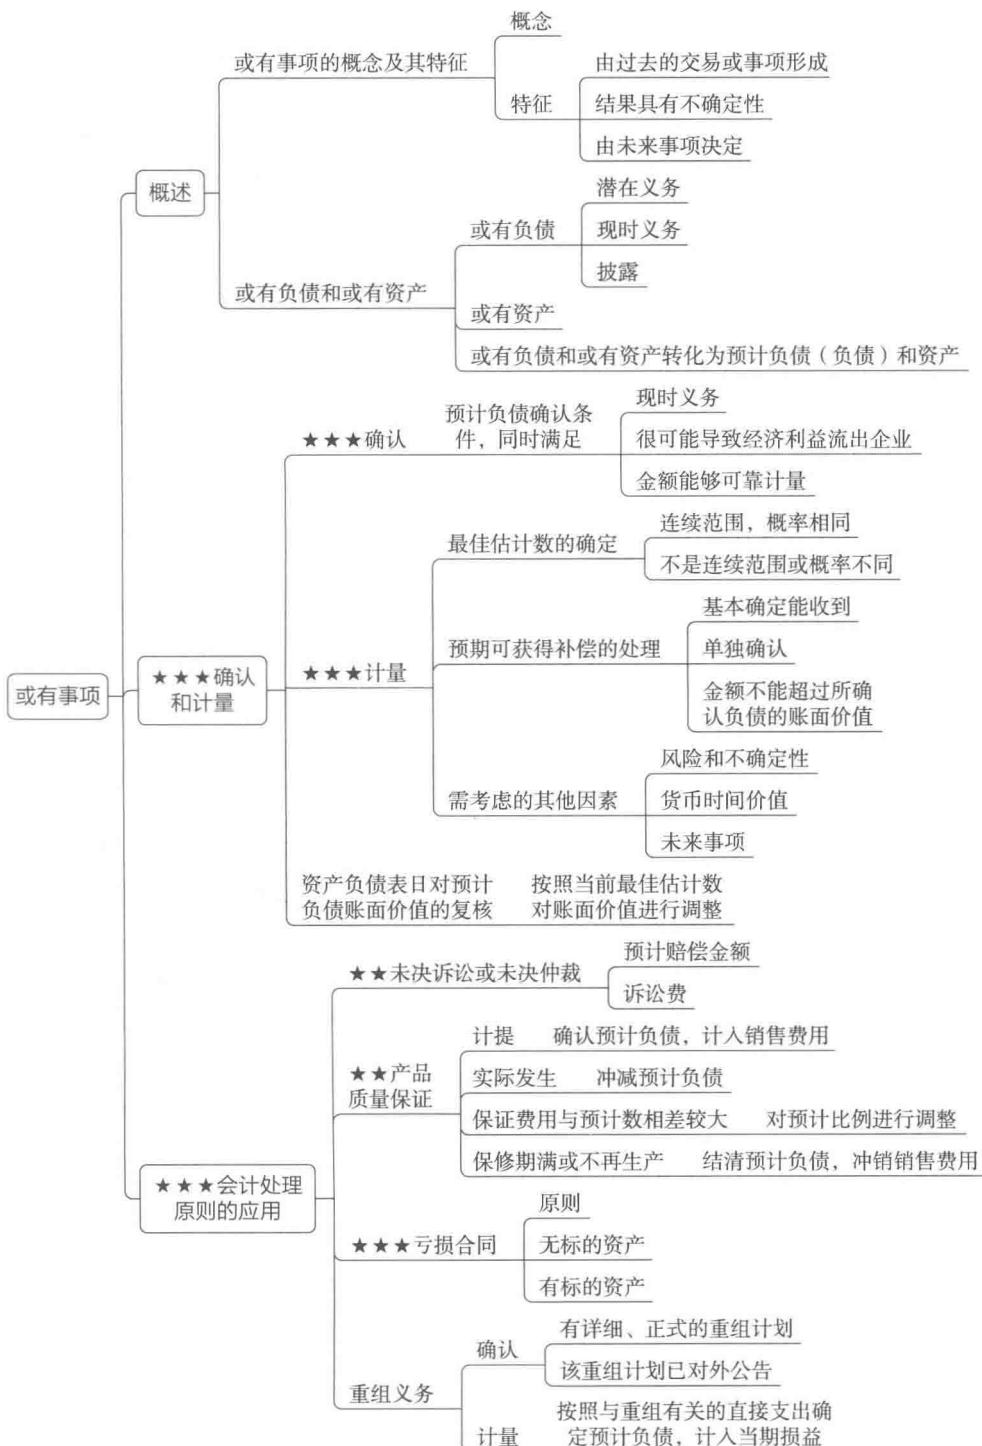 概念
或有事项的概念及其特征
由过去的交易或事项形成
特征
结果具有不确定性
由未来事项决定
概述
潜在义务
或有负债
现时义务
披露
或有负债和或有资产
或有资产
或有负债和或有资产转化为预计负债（负债）和资产
现时义务
★★★确认
预计负债确认条
件，同时满足
很可能导致经济利益流出企业
金额能够可靠计量
连续范围，概率相同
最佳估计数的确定
不是连续范围或概率不同
基本确定能收到
预期可获得补偿的处理
单独确认
或有事项
★★★确认
和计量
★★★计量
金额不能超过所确
认负债的账面价值
风险和不确定性
需考虑的其他因素
货币时间价值
未来事项
资产负债表日对预计
负债账面价值的复核
按照当前最佳估计数
对账面价值进行调整
预计赔偿金额
★★未决诉讼或未决仲裁
诉讼费
计提 确认预计负债，计入销售费用
★★产品
质量保证
实际发生 冲减预计负债
保证费用与预计数相差较大 对预计比例进行调整
保修期满或不再生产 结清预计负债，冲销销售费用
★★★会计处理
原则的应用
原则
★★★亏损合同
无标的资产
有标的资产
有详细、正式的重组计划
确认
该重组计划已对外公告
重组义务
计量
按照与重组有关的直接支出确
定预计负债，计入当期损益